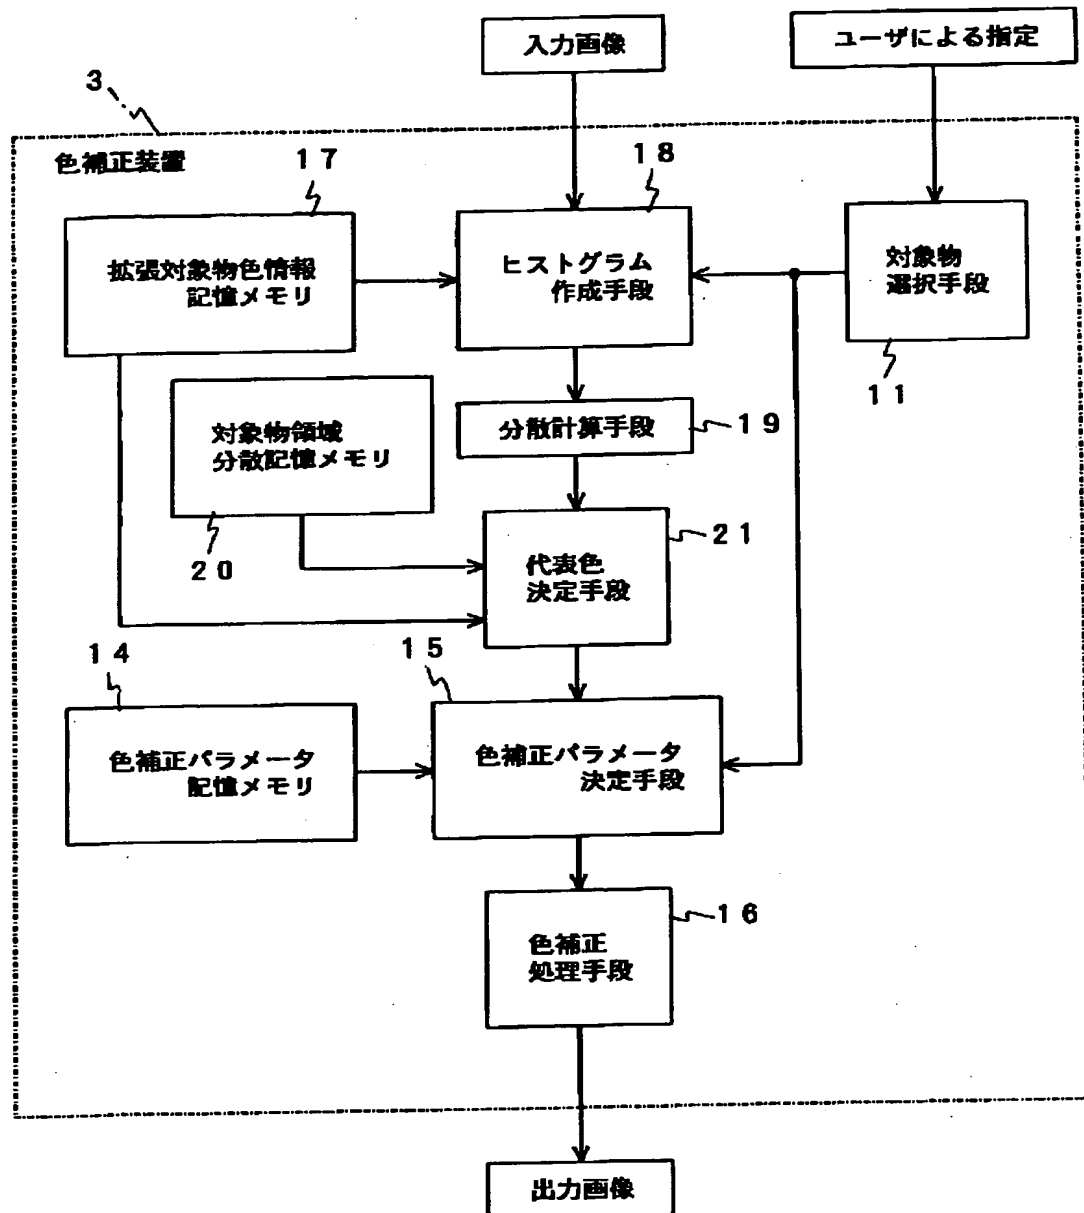 入力画像
ユーザによる指定
3
色補正装置
17
18
拡張対象物色情報
記憶メモリ
ヒストグラム
作成手段
対象物
選択手段
11
対象物領域
分散記憶メモリ
分散計算手段
19
20
21
代表色
決定手段
14
15
色補正パラメータ
記憶メモリ
色補正パラメータ
決定手段
16
色補正
処理手段
出力画像